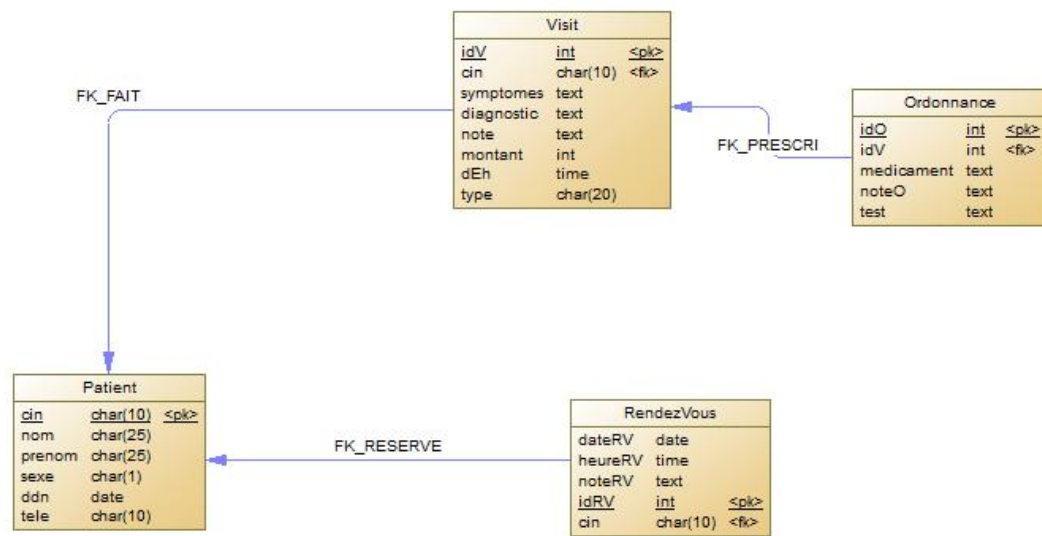 Visit
idV int <pk>
cin char(10) <fk>
symptomes text
diagnostic text
note text
montant int
dEh time
type char(20)
FK_FAIT
FK_PRESCRI
Ordonnance
idO int <pk>
idV int <fk>
medicament text
noteO text
test text
Patient
cin char(10) <pk>
nom char(25)
prenom char(25)
sexe char(1)
ddn date
tele char(10)
FK_RESERVE
RendezVous
dateRV date
heureRV time
noteRV text
idRV int <pk>
cin char(10) <fk>